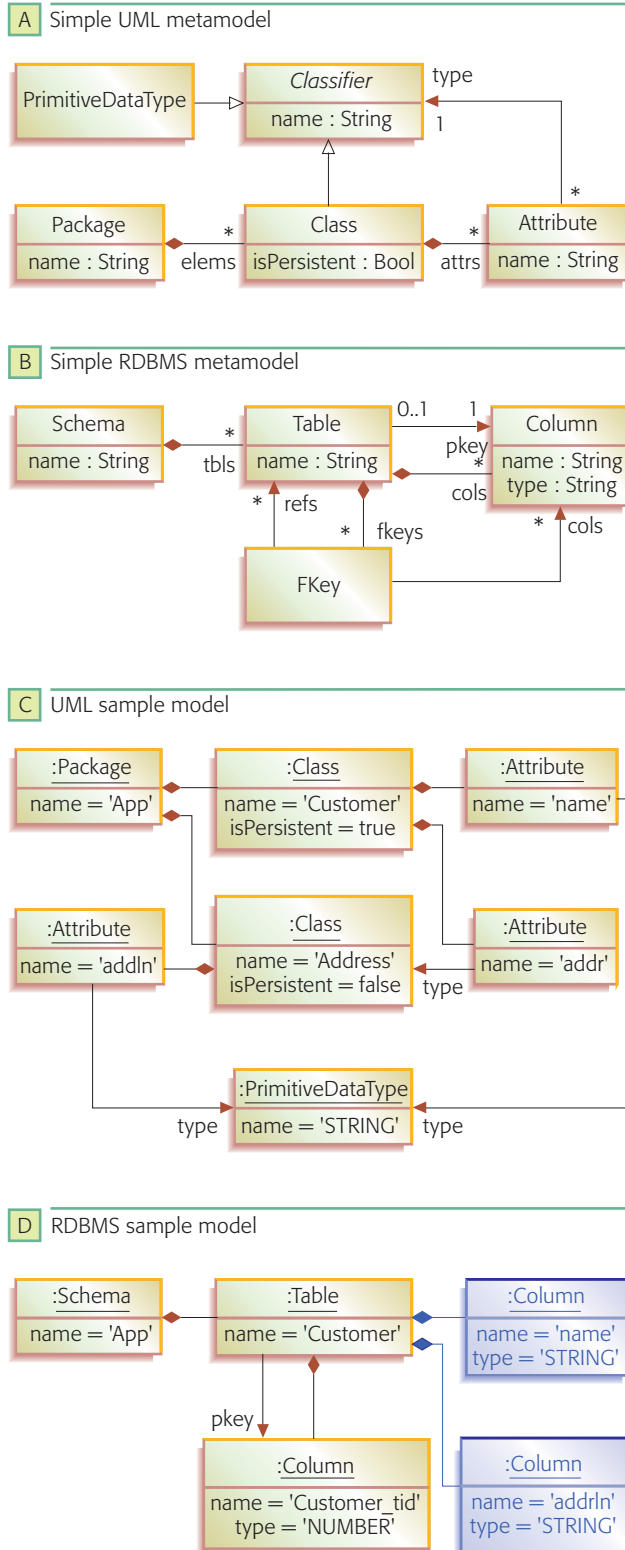 A Simple UML metamodel
PrimitiveDataType
Classifier
name : String
type
1
*
Package
name : String
*
elems
Class
isPersistent : Bool
*
attrs
Attribute
name : String
B Simple RDBMS metamodel
Schema
name : String
*
tbls
Table
name : String
0..1
1
pkey
*
cols
Column
name : String
type : String
*
refs
*
fkeys
*
cols
FKey
C UML sample model
:Package
name = 'App'
:Class
name = 'Customer'
isPersistent = true
:Attribute
name = 'name'
:Attribute
name = 'addln'
:Class
name = 'Address'
isPersistent = false
type
:Attribute
name = 'addr'
type
:PrimitiveDataType
name = 'STRING'
type
D RDBMS sample model
:Schema
name = 'App'
:Table
name = 'Customer'
:Column
name = 'name'
type = 'STRING'
pkey
:Column
name = 'Customer_tid'
type = 'NUMBER'
:Column
name = 'addrln'
type = 'STRING'